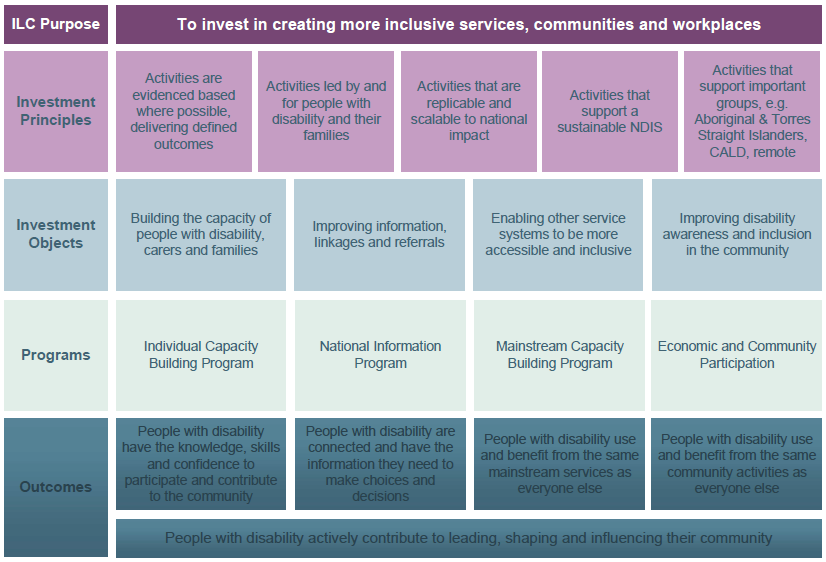 ILC Purpose
To invest in creating more inclusive services, communities and workplaces
Investment
Principles
Activities are
evidenced based
where possible,
delivering defined
outcomes
Activities led by and
for people with
disability and their
families
Activities that are
replicable and
scalable to national
impact
Activities that
support a
sustainable NDIS
Activities that
support important
groups, e.g.
Aboriginal & Torres
Straight Islanders,
CALD, remote
Investment
Objects
Building the capacity of
people with disability,
carers and families
Improving information,
linkages and referrals
Enabling other service
systems to be more
accessible and inclusive
Improving disability
awareness and inclusion
in the community
Programs
Individual Capacity
Building Program
National Information
Program
Mainstream Capacity
Building Program
Economic and Community
Participation
Outcomes
People with disability
have the knowledge, skills
and confidence to
participate and contribute
to the community
People with disability are
connected and have the
information they need to
make choices and
decisions
People with disability use
and benefit from the same
mainstream services as
everyone else
People with disability use
and benefit from the same
community activities as
everyone else
People with disability actively contribute to leading, shaping and influencing their community